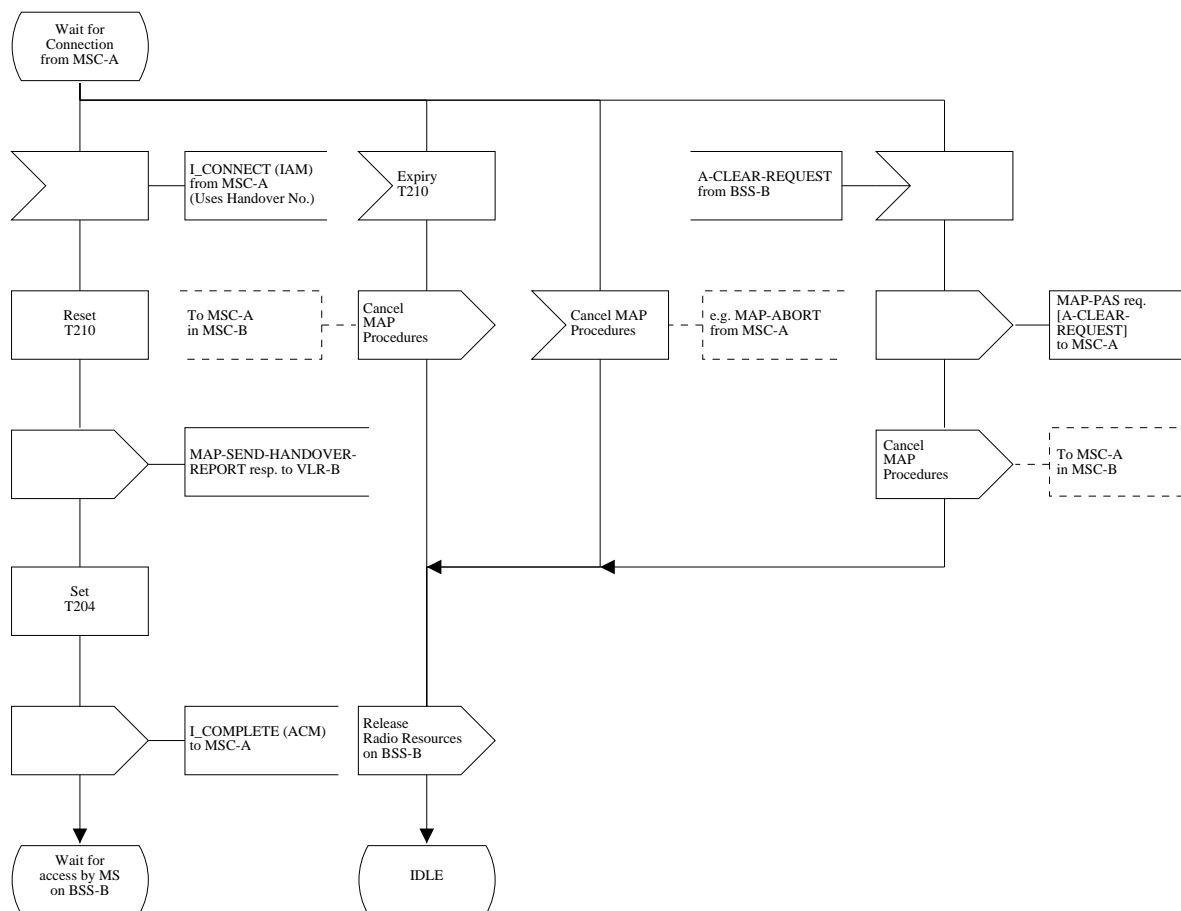 Wait for
Connection
from MSC-A
I_CONNECT (IAM)
from MSC-A
(Uses Handover No.)
Expiry
T210
A-CLEAR-REQUEST
from BSS-B
Reset
T210
To MSC-A
in MSC-B
Cancel
MAP
Procedures
Cancel MAP
Procedures
e.g. MAP-ABORT
from MSC-A
MAP-PAS req.
[A-CLEAR-
REQUEST]
to MSC-A
MAP-SEND-HANDOVER-
REPORT resp. to VLR-B
Cancel
MAP
Procedures
To MSC-A
in MSC-B
Set
T204
I_COMPLETE (ACM)
to MSC-A
Release
Radio Resources
on BSS-B
Wait for
access by MS
on BSS-B
IDLE